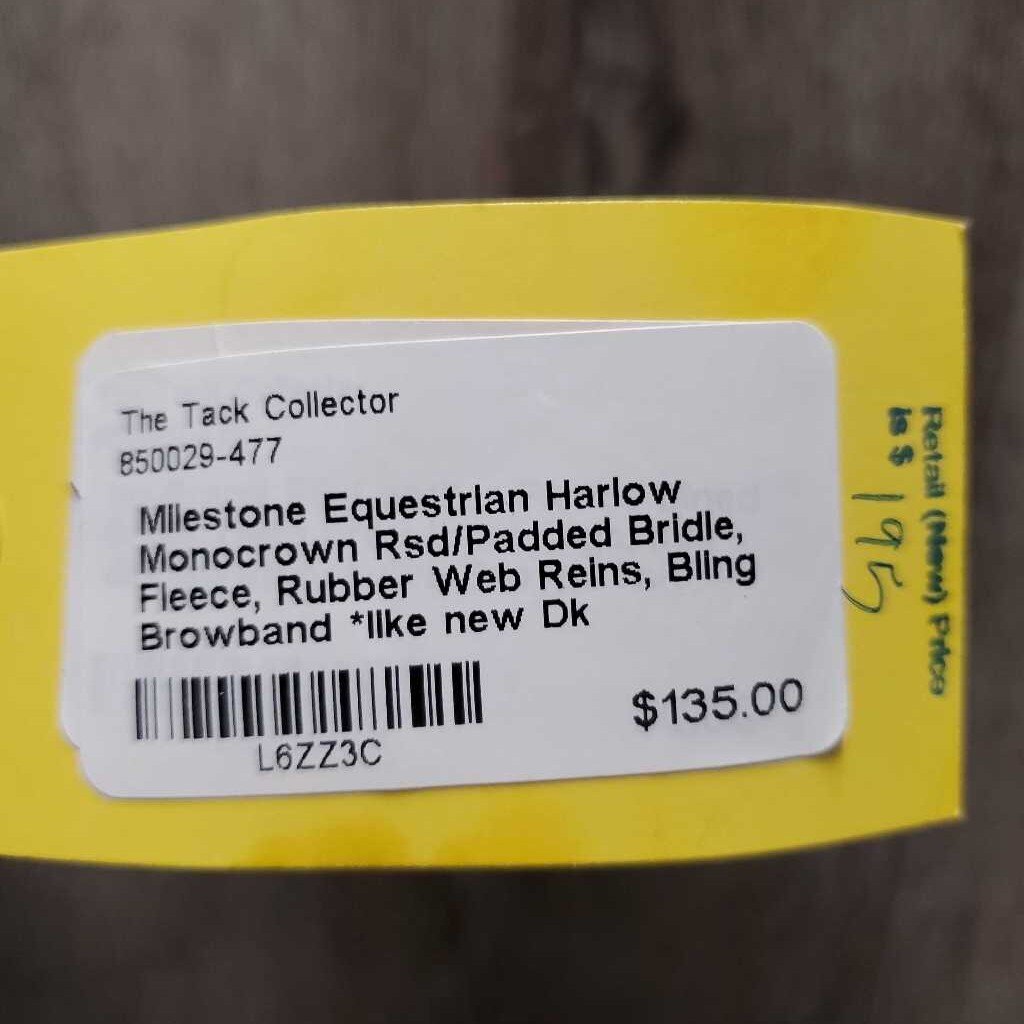 The Tack Collector
850029-477
Milestone Equestrian Harlow
Monocrown Rsd/Padded Bridle,
Fleece, Rubber Web Reins, Bling
Browband *like new Dk
L6ZZ3C
$135.00
Retail (New) Price
is $ 195